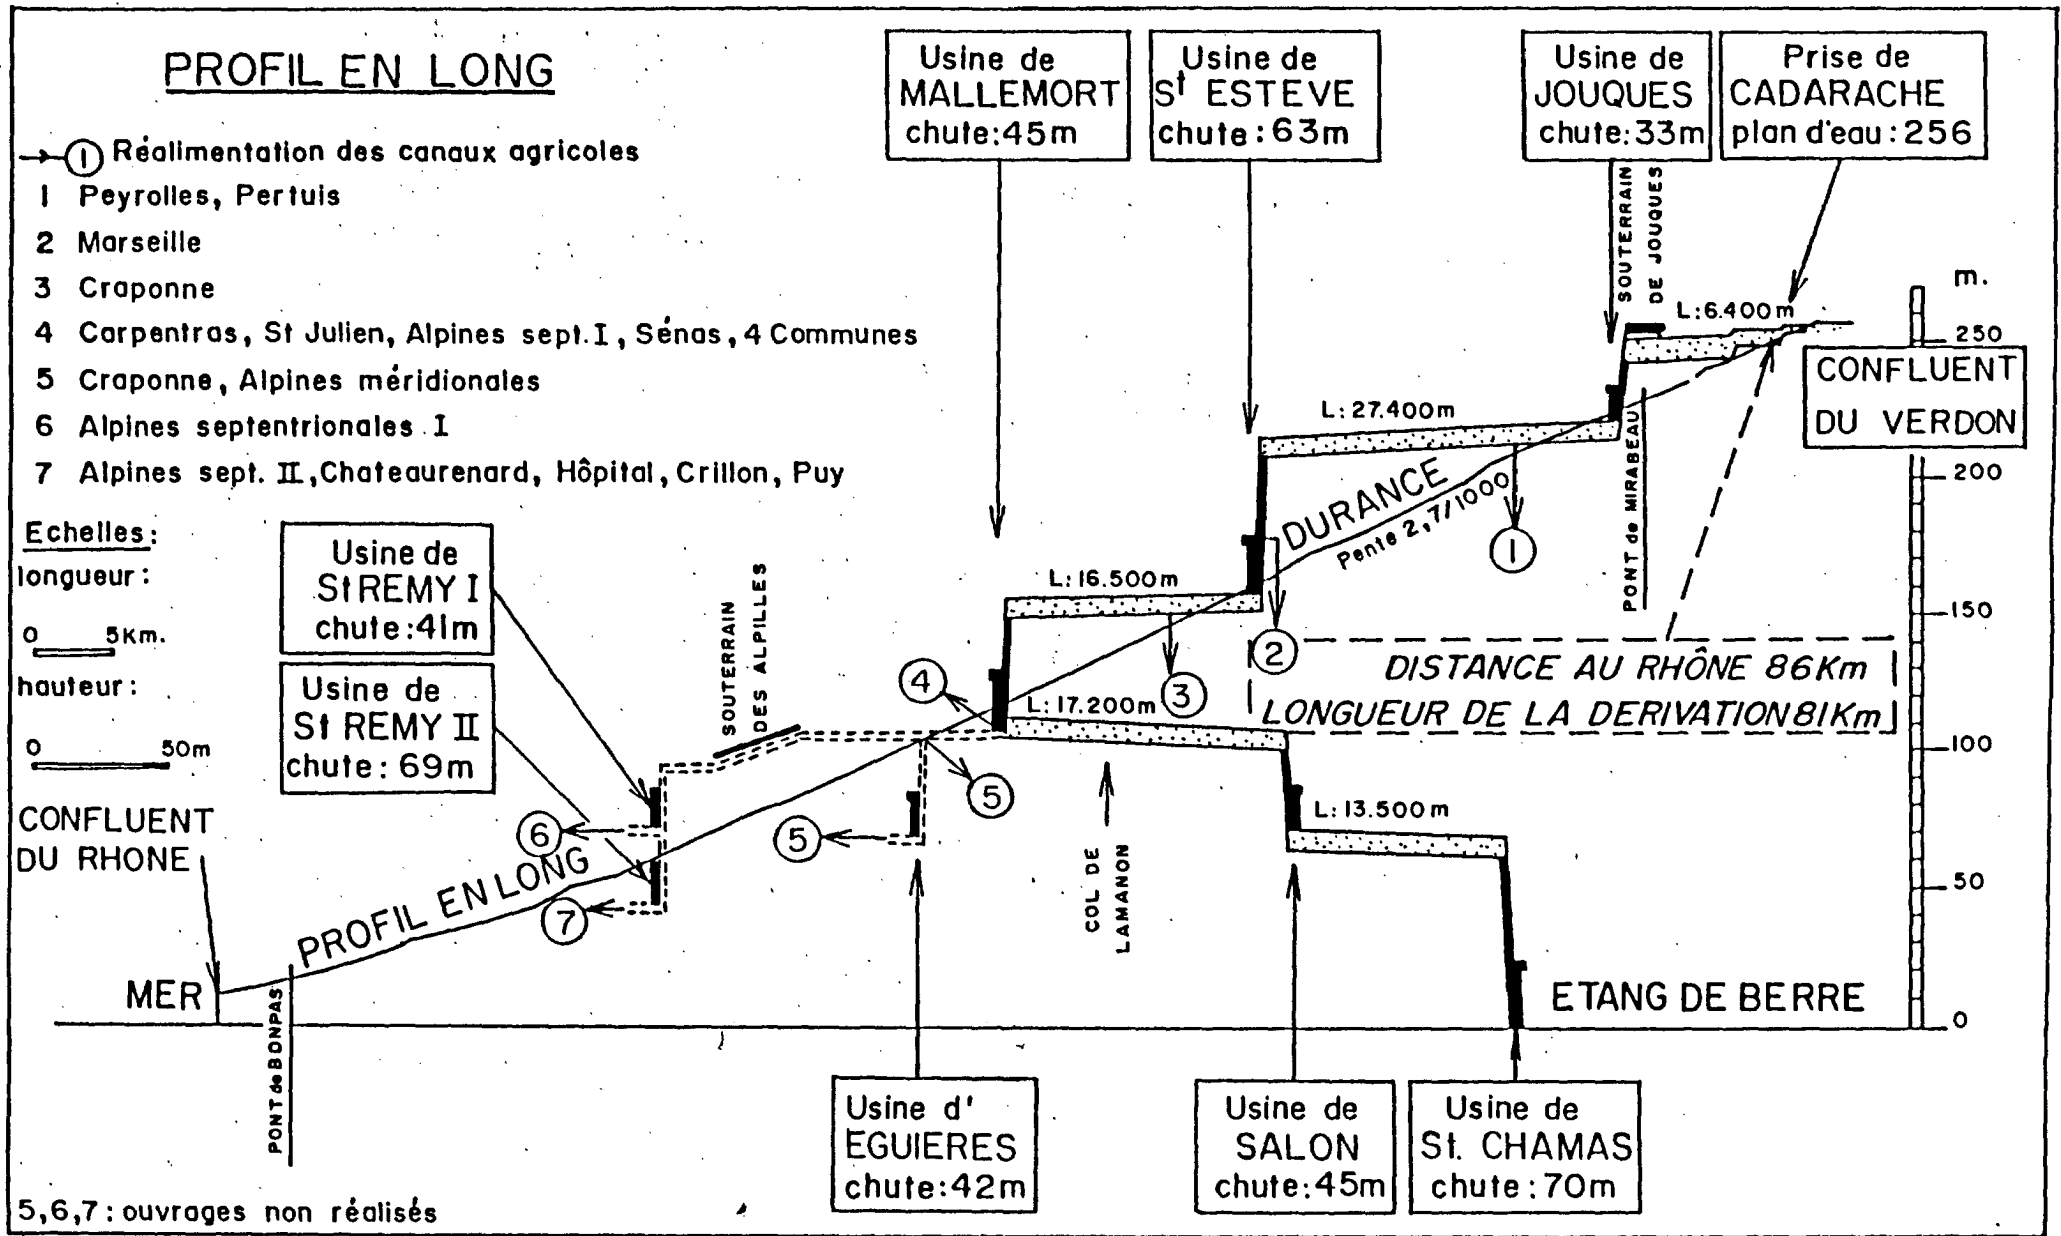 PROFIL EN LONG
① Réalimentation des canaux agricoles
1 Peyrolles, Pertuis
2 Marseille
3 Craponne
4 Carpentras, St Julien, Alpines sept. I, Sénas, 4 Communes
5 Craponne, Alpines méridionales
6 Alpines septentrionales I
7 Alpines sept. II, Chateaurenard, Hôpital, Crillon, Puy
Echelles:
longueur:
0 5Km.
hauteur:
0 50m
Usine de
MALLEMORT
chute: 45m
Usine de
St ESTEVE
chute: 63m
Usine de
JOUQUES
chute: 33m
Prise de
CADARACHE
plan d'eau: 256
SOUTERRAIN
DE JOUQUES
L: 6.400m
m.
250
200
150
100
50
0
CONFLUENT
DU VERDON
L: 27.400m
DURANCE
Pente 2,7/1000
①
PONT de MIRABEAU
L: 16.500m
②
③
DISTANCE AU RHÔNE 86Km
LONGUEUR DE LA DERIVATION 81Km
Usine de
St REMY I
chute: 41m
Usine de
St REMY II
chute: 69m
SOUTERRAIN
DES ALPILLES
④
L: 17.200m
⑤
⑤
⑥
⑦
COL DE
LAMANON
L: 13.500m
CONFLUENT
DU RHONE
PROFIL EN LONG
MER
PONT de BONPAS
ETANG DE BERRE
Usine d'
EGUIERES
chute: 42m
Usine de
SALON
chute: 45m
Usine de
St. CHAMAS
chute: 70m
5,6,7: ouvrages non réalisés